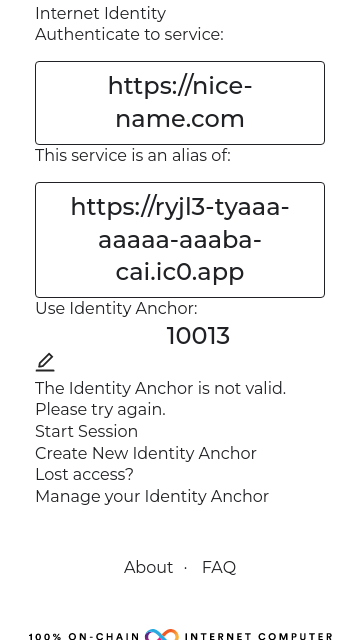 Internet Identity
Authenticate to service:
https://nice-
name.com
This service is an alias of:
https://ryjl3-tyaaa-
aaaaa-aaaba-
cai.ic0.app
Use Identity Anchor:
10013
The Identity Anchor is not valid.
Please try again.
Start Session
Create New Identity Anchor
Lost access?
Manage your Identity Anchor
About · FAQ
100% ON-CHAIN INTERNET COMPUTER